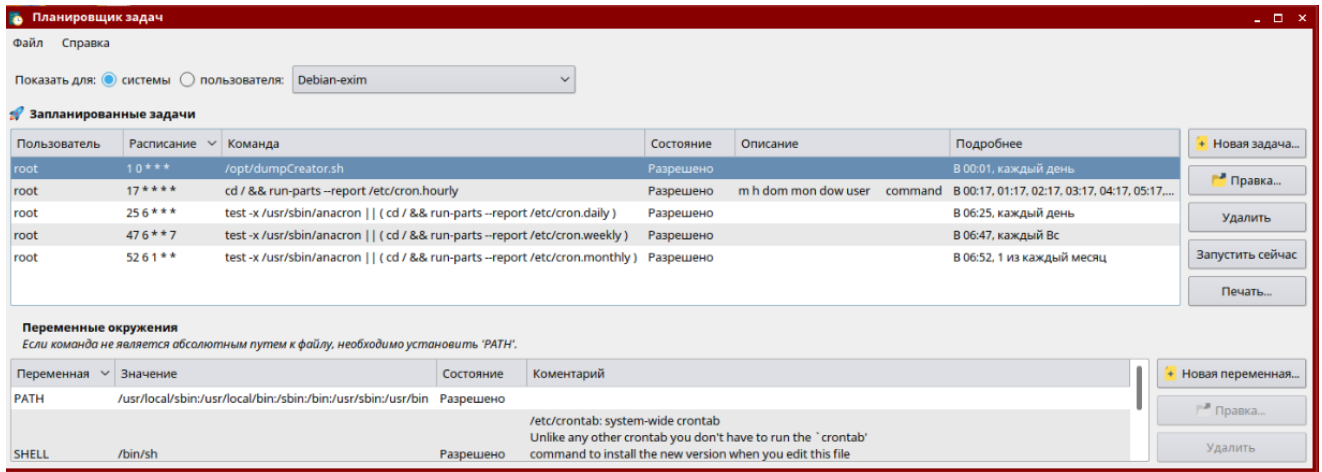 Планировщик задач
Файл Справка
Показать для: системы пользователя: Debian-exim
Запланированные задачи
Пользователь Расписание Команда Состояние Описание Подробнее
root 1 0 * * * /opt/dumpCreator.sh Разрешено В 00:01, каждый день
root 17 * * * * cd / && run-parts --report /etc/cron.hourly Разрешено m h dom mon dow user command В 00:17, 01:17, 02:17, 03:17, 04:17, 05:17,...
root 25 6 * * * test -x /usr/sbin/anacron || ( cd / && run-parts --report /etc/cron.daily ) Разрешено В 06:25, каждый день
root 47 6 * * 7 test -x /usr/sbin/anacron || ( cd / && run-parts --report /etc/cron.weekly ) Разрешено В 06:47, каждый Вс
root 52 6 1 * * test -x /usr/sbin/anacron || ( cd / && run-parts --report /etc/cron.monthly ) Разрешено В 06:52, 1 из каждый месяц
Новая задача...
Правка...
Удалить
Запустить сейчас
Печать...
Переменные окружения
Если команда не является абсолютным путем к файлу, необходимо установить 'PATH'.
Переменная Значение Состояние Коментарий
PATH /usr/local/sbin:/usr/local/bin:/sbin:/bin:/usr/sbin:/usr/bin Разрешено
/etc/crontab: system-wide crontab
Unlike any other crontab you don't have to run the `crontab'
SHELL /bin/sh Разрешено command to install the new version when you edit this file
Новая переменная...
Правка...
Удалить